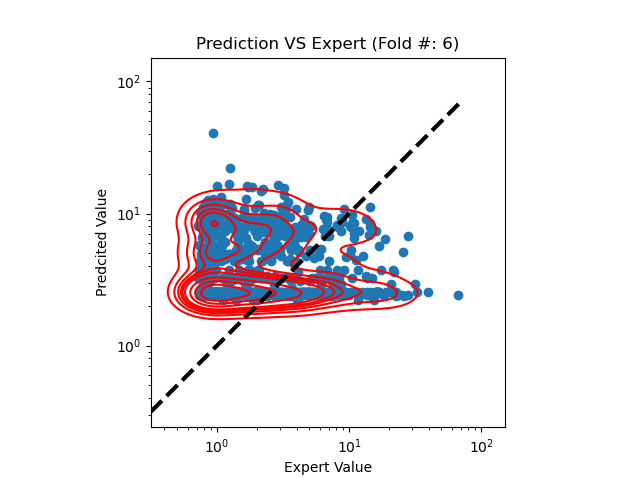 Prediction VS Expert (Fold #: 6)
Predcited Value
10²
10¹
10⁰
10⁰
10¹
10²
Expert Value